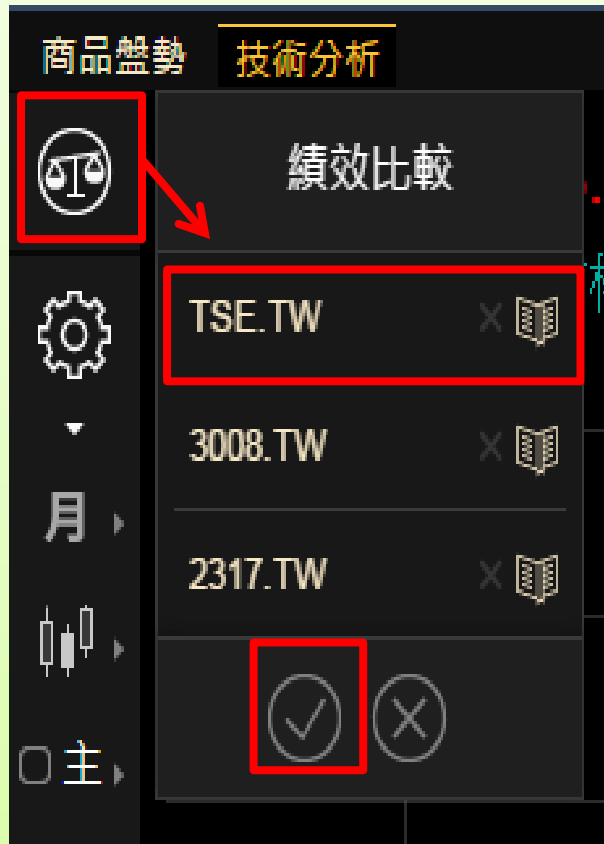 商品盤勢 技術分析
績效比較
TSE.TW X
3008.TW X
月
2317.TW X
主